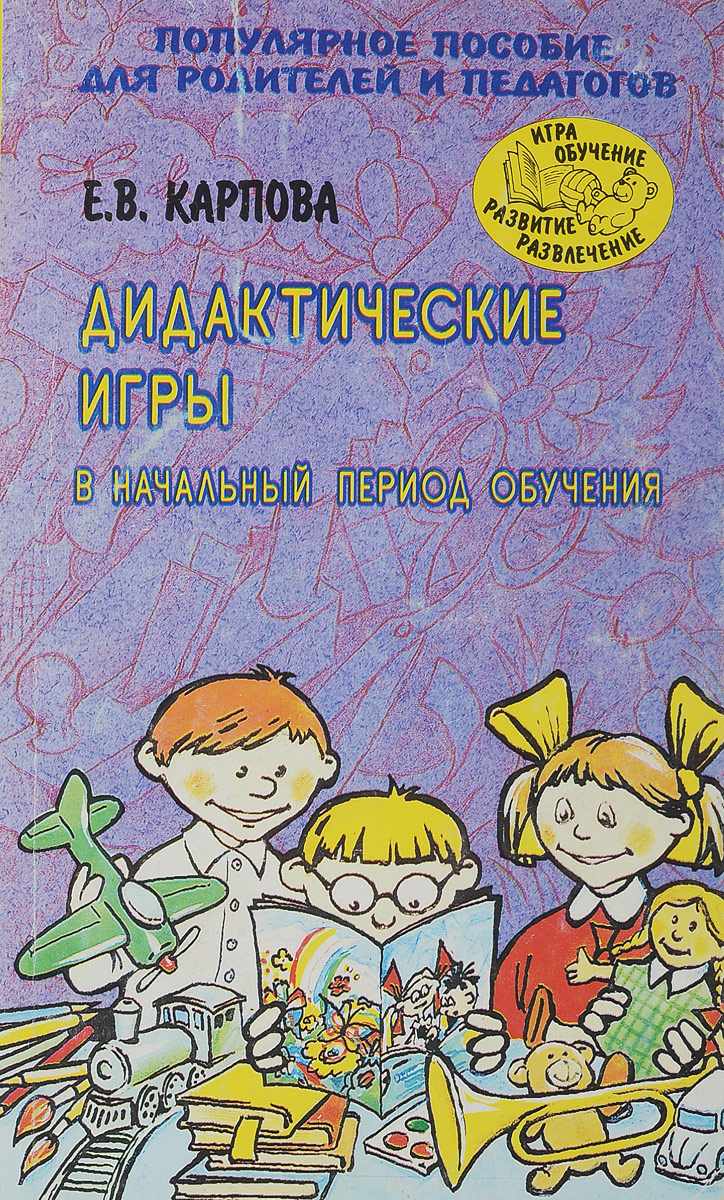 ПОПУЛЯРНОЕ ПОСОБИЕ
ДЛЯ РОДИТЕЛЕЙ И ПЕДАГОГОВ
ИГРА
ОБУЧЕНИЕ
РАЗВИТИЕ
РАЗВЛЕЧЕНИЕ
Е.В. КАРПОВА
ДИДАКТИЧЕСКИЕ
ИГРЫ
В НАЧАЛЬНЫЙ ПЕРИОД ОБУЧЕНИЯ